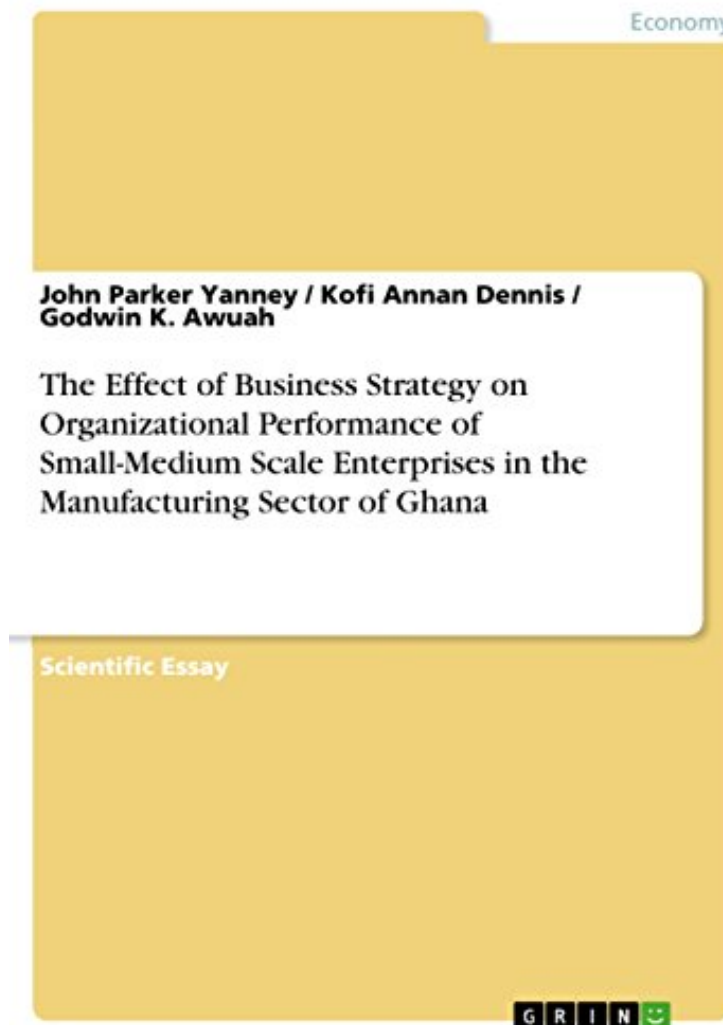 Economy
John Parker Yanney / Kofi Annan Dennis /
Godwin K. Awuah
The Effect of Business Strategy on
Organizational Performance of
Small-Medium Scale Enterprises in the
Manufacturing Sector of Ghana
Scientific Essay
GRIN